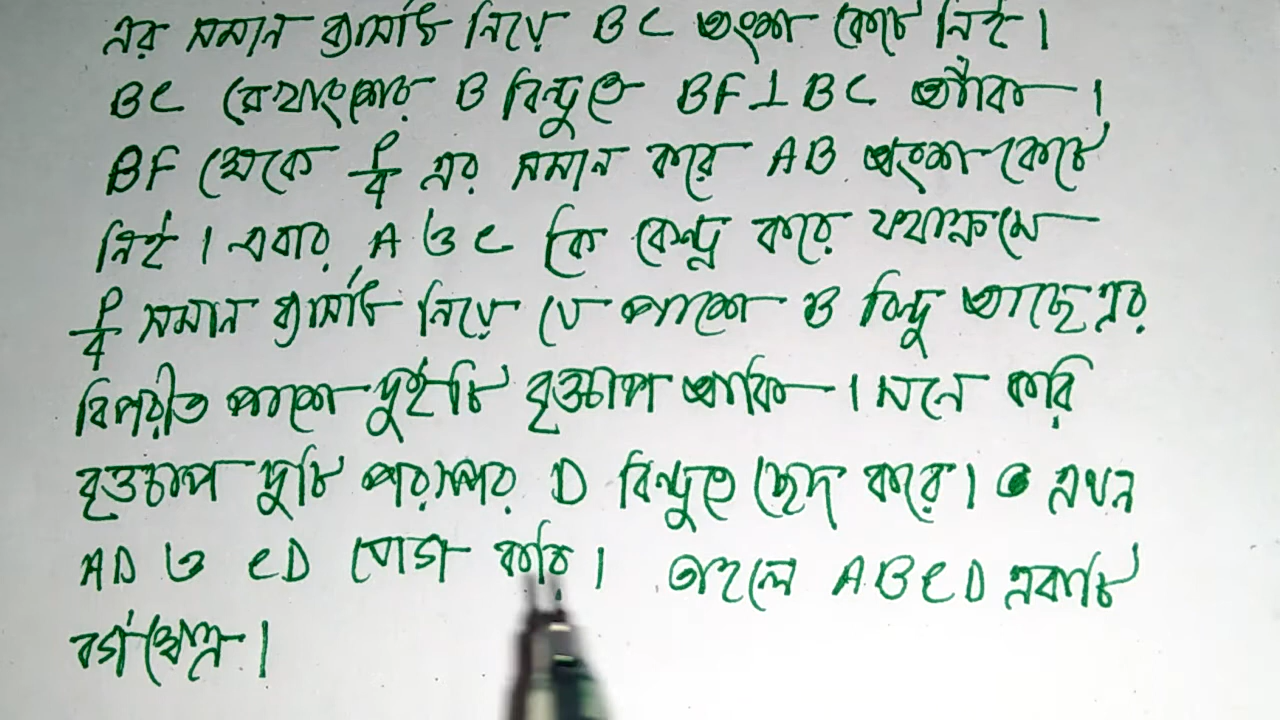 এর সমান ব্যাসার্ধ নিয়ে BC অংশ কেটে নিই।
BC রেখাংশের B বিন্দুতে BF⊥BC আঁকি।
BF থেকে P/4 এর সমান করে AB অংশ কেটে
নিই। এবার A ও C কে কেন্দ্র করে যথাক্রমে
P/4 সমান ব্যাসার্ধ নিয়ে যে পাশে B বিন্দু আছে এর
বিপরীত পাশে দুইটি বৃত্তচাপ আঁকি। মনে করি
বৃত্তচাপ দুটি পরস্পর D বিন্দুতে ছেদ করে। এখন
AD ও CD যোগ করি। তাহলে ABCD একটি
বর্গক্ষেত্র।